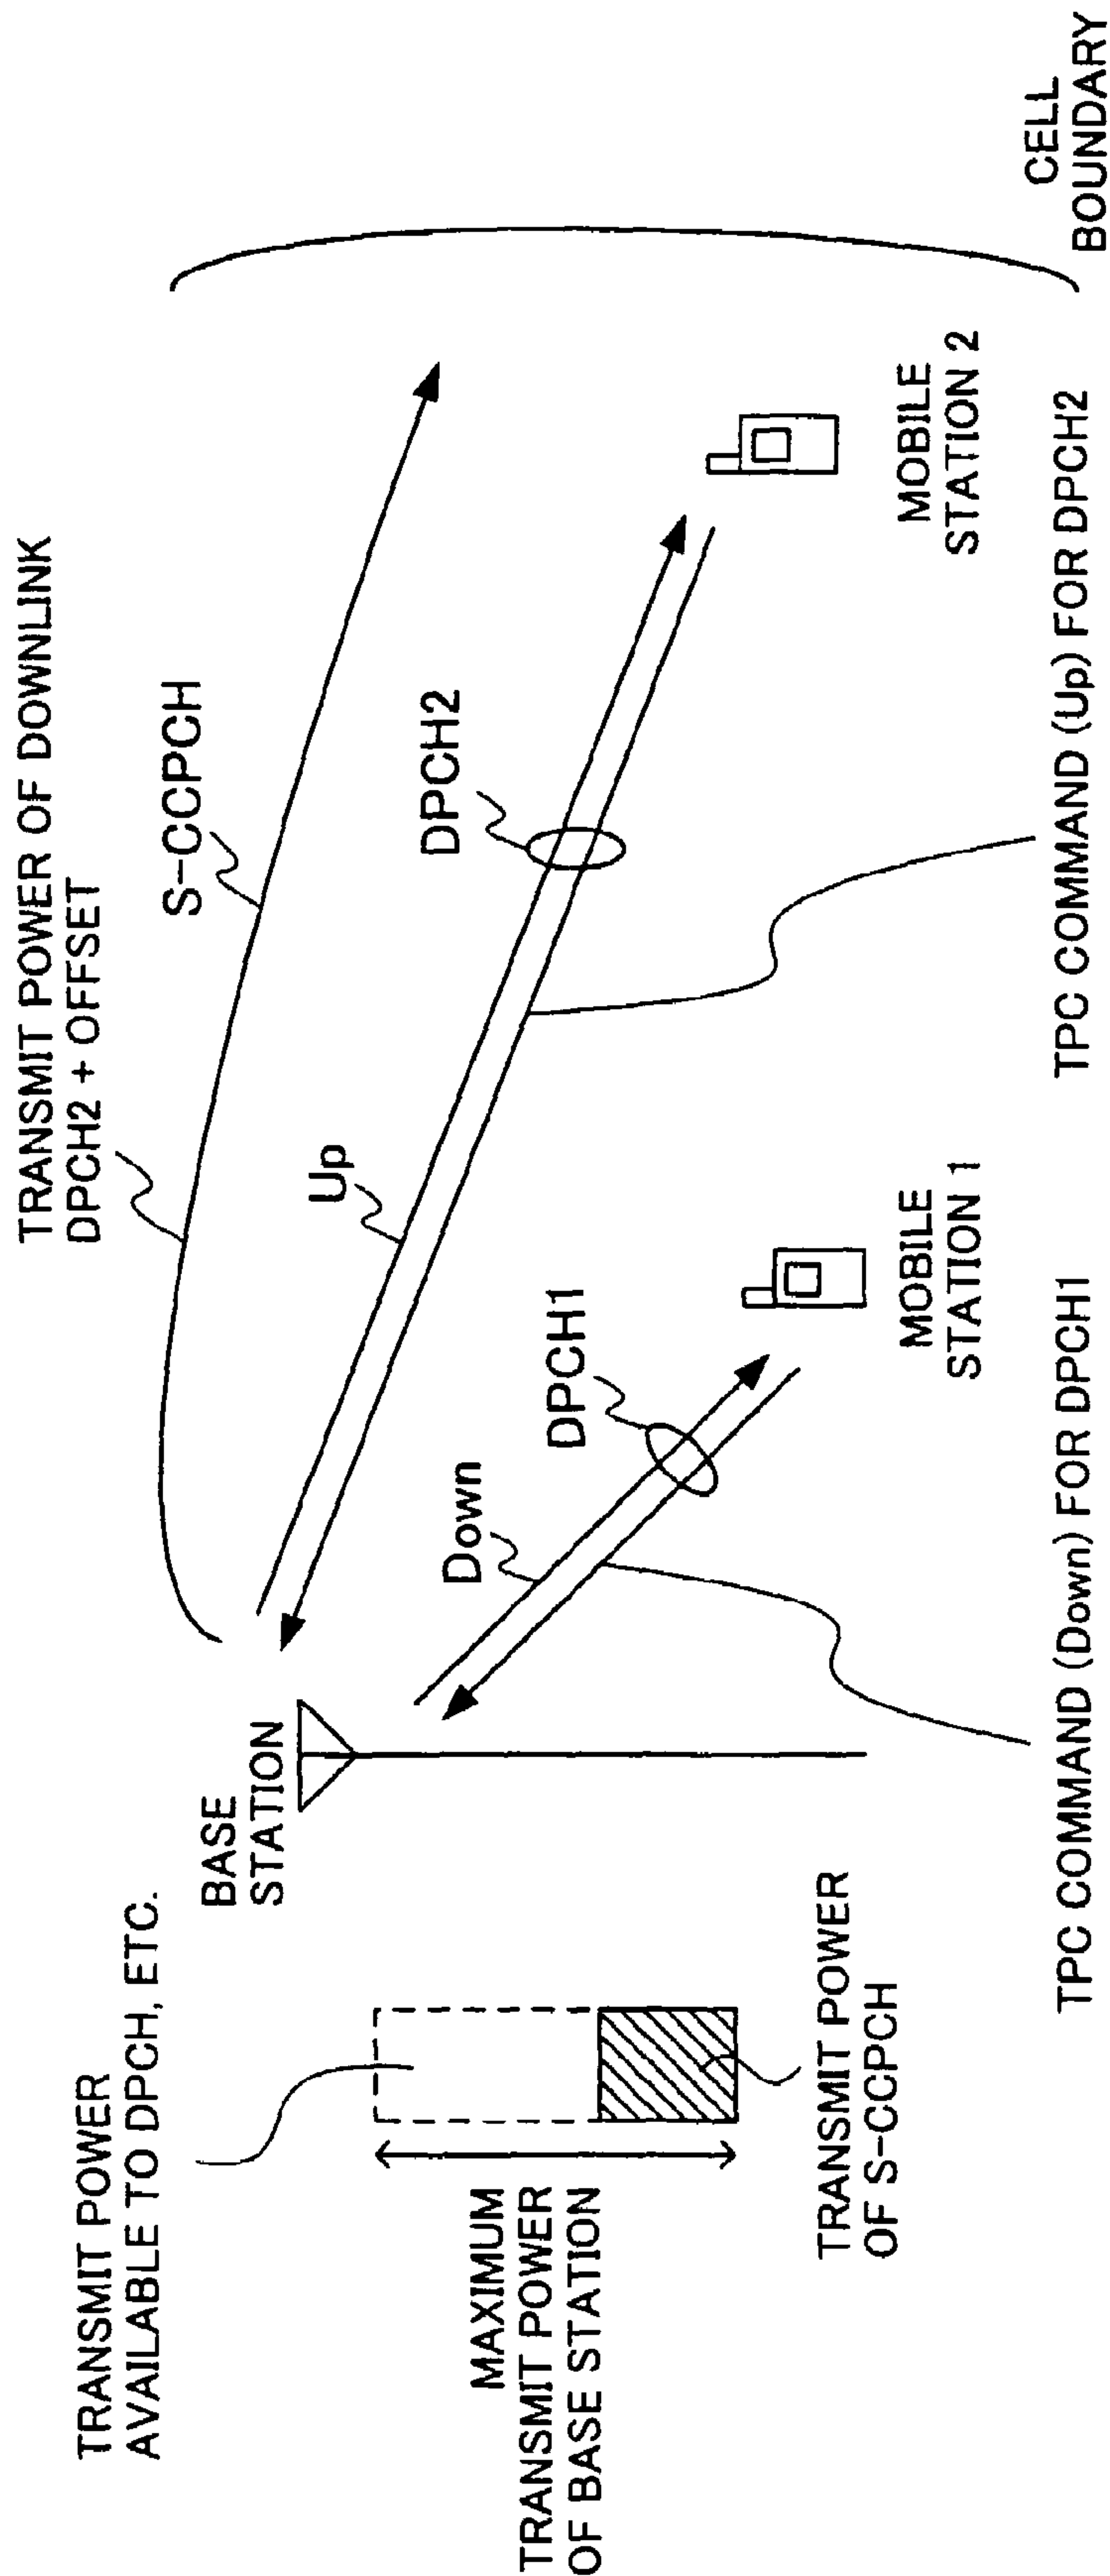 TRANSMIT POWER
AVAILABLE TO DPCH, ETC.
MAXIMUM
TRANSMIT POWER
OF BASE STATION
TRANSMIT POWER
OF S-CCPCH
BASE
STATION
TRANSMIT POWER OF DOWNLINK
DPCH2 + OFFSET
S-CCPCH
Up
DPCH2
Down
DPCH1
MOBILE
STATION 1
MOBILE
STATION 2
CELL
BOUNDARY
TPC COMMAND (Down) FOR DPCH1
TPC COMMAND (Up) FOR DPCH2